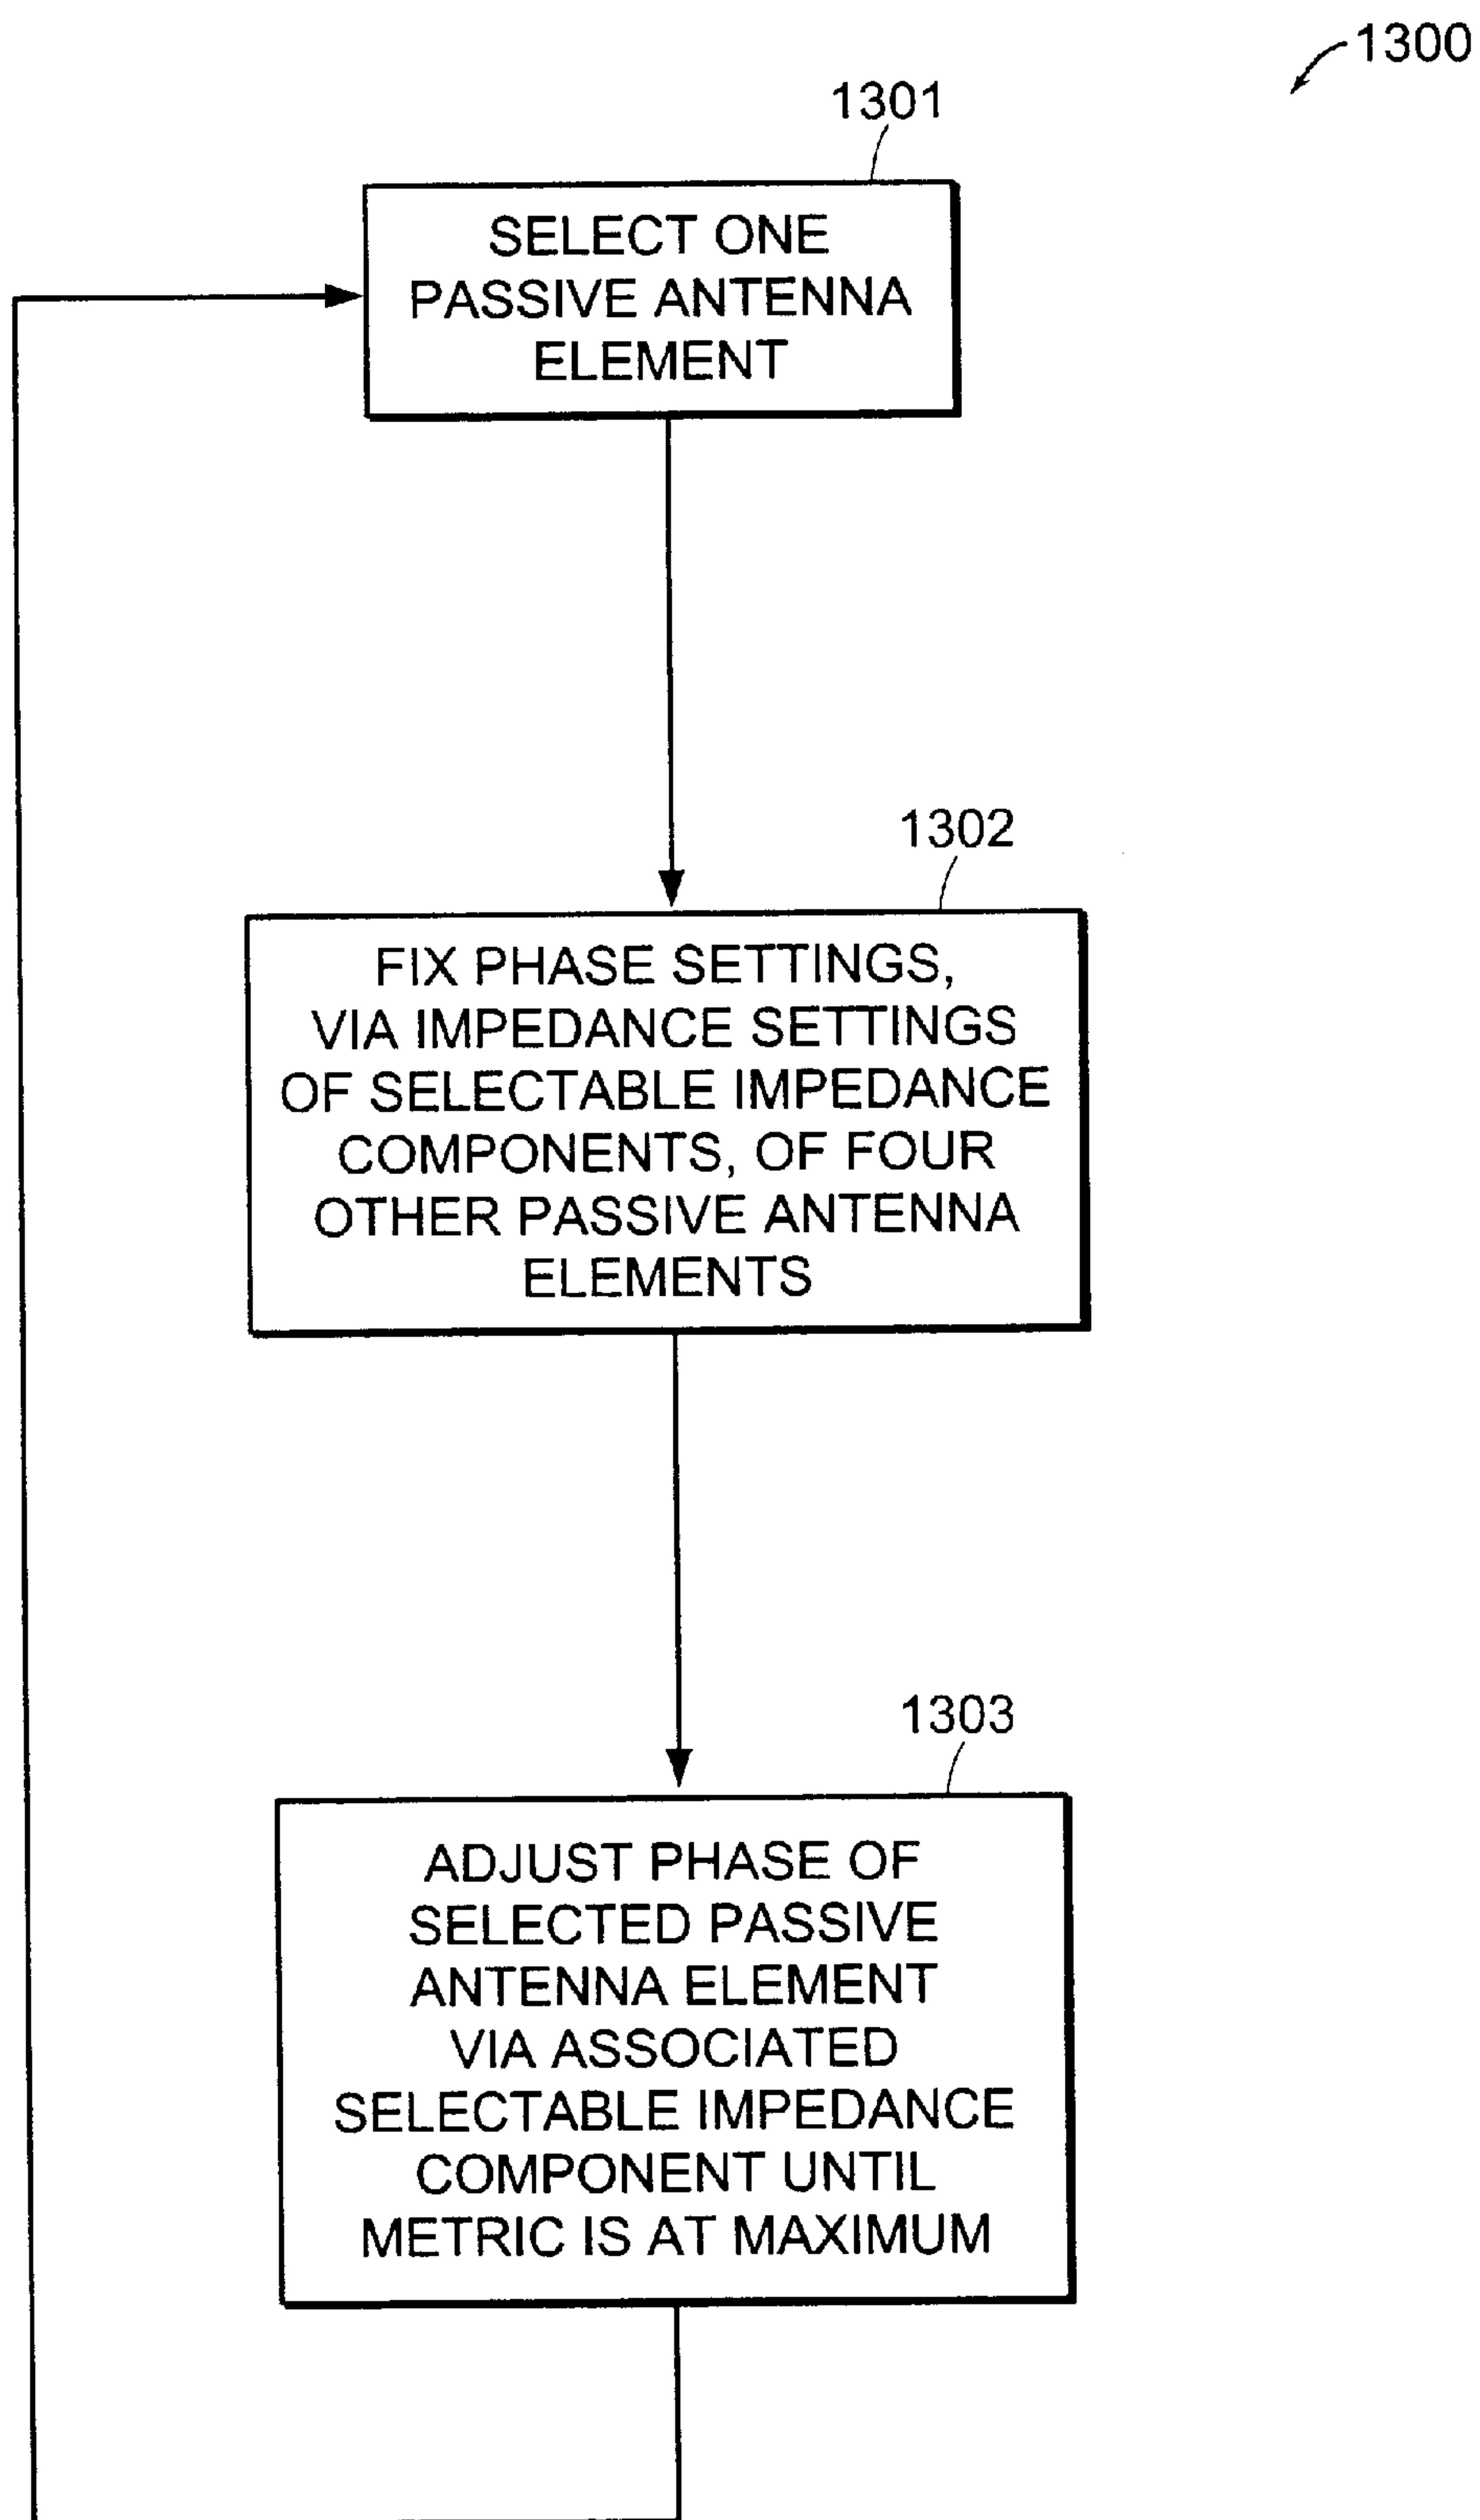 1300
1301
SELECT ONE
PASSIVE ANTENNA
ELEMENT
1302
FIX PHASE SETTINGS,
VIA IMPEDANCE SETTINGS
OF SELECTABLE IMPEDANCE
COMPONENTS, OF FOUR
OTHER PASSIVE ANTENNA
ELEMENTS
1303
ADJUST PHASE OF
SELECTED PASSIVE
ANTENNA ELEMENT
VIA ASSOCIATED
SELECTABLE IMPEDANCE
COMPONENT UNTIL
METRIC IS AT MAXIMUM